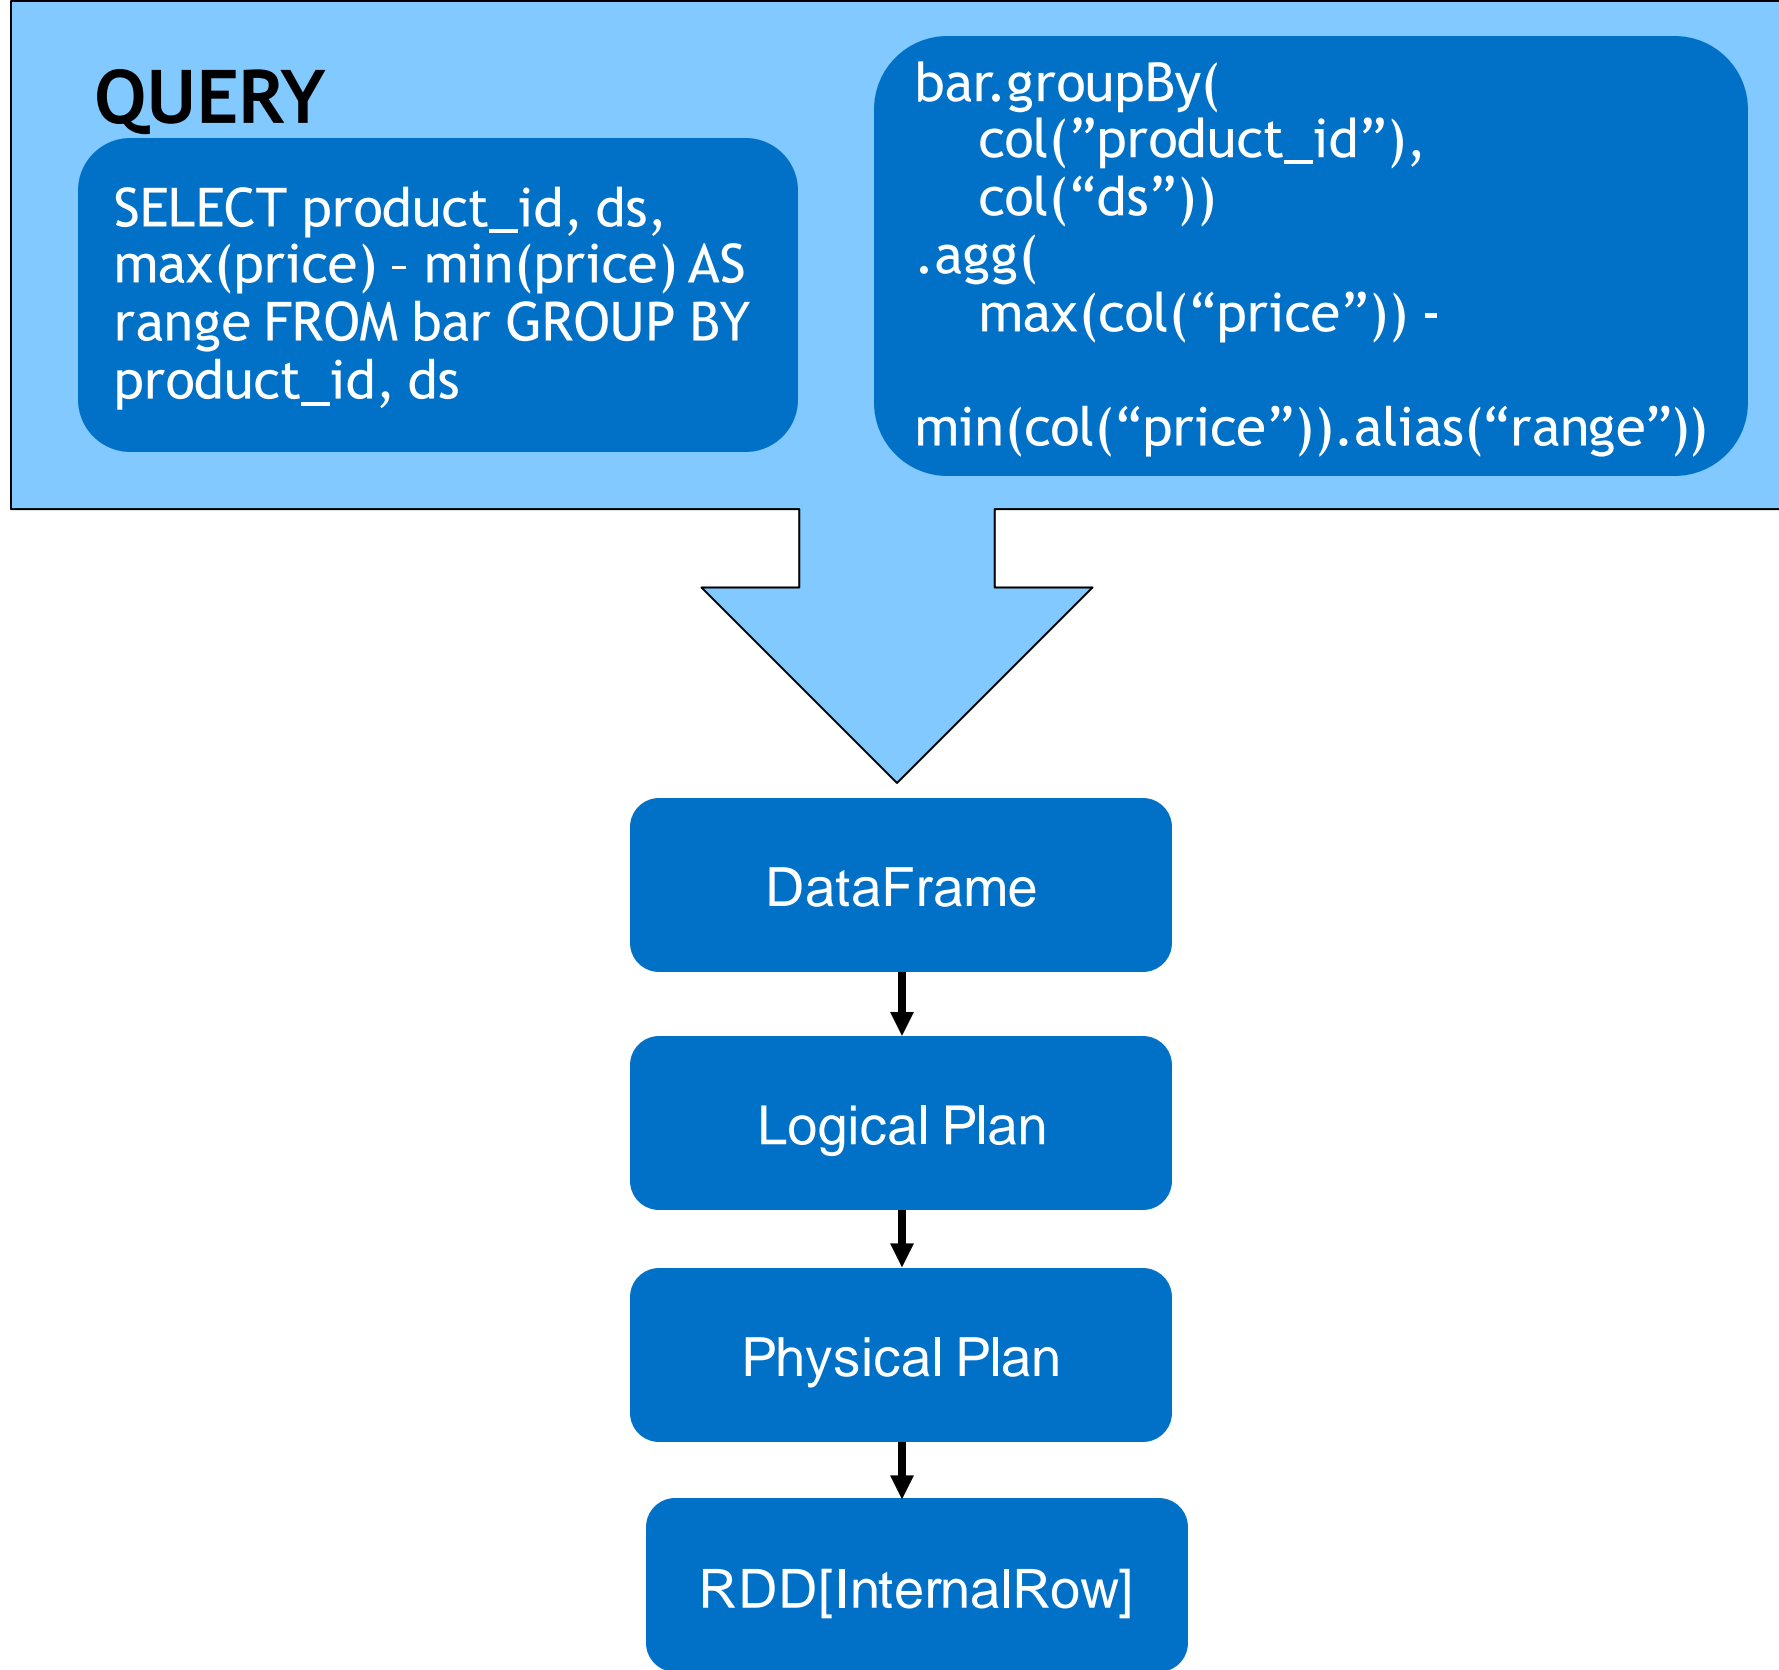 QUERY
SELECT product_id, ds,
max(price) – min(price) AS
range FROM bar GROUP BY
product_id, ds
bar.groupBy(
col(”product_id”),
col(“ds”))
.agg(
max(col(“price”)) -
min(col(“price”)).alias(“range”))
DataFrame
Logical Plan
Physical Plan
RDD[InternalRow]